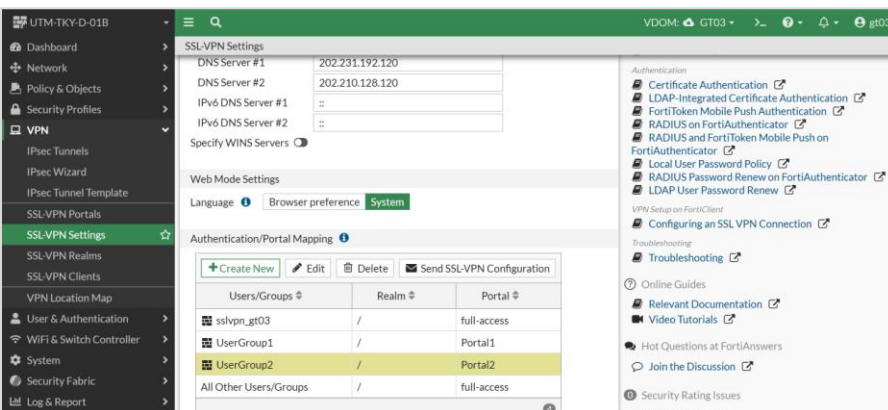 UTM-TKY-D-01B
VDOM: GT03
>_
gt03
Dashboard
Network
Policy & Objects
Security Profiles
VPN
IPsec Tunnels
IPsec Wizard
IPsec Tunnel Template
SSL-VPN Portals
SSL-VPN Settings
SSL-VPN Realms
SSL-VPN Clients
VPN Location Map
User & Authentication
WiFi & Switch Controller
System
Security Fabric
Log & Report
SSL-VPN Settings
DNS Server #1 202.231.192.120
DNS Server #2 202.210.128.120
IPv6 DNS Server #1 ::
IPv6 DNS Server #2 ::
Specify WINS Servers
Web Mode Settings
Language Browser preference System
Authentication/Portal Mapping
Create New Edit Delete Send SSL-VPN Configuration
Users/Groups Realm Portal
sslvpn_gt03 / full-access
UserGroup1 / Portal1
UserGroup2 / Portal2
All Other Users/Groups / full-access
4
Authentication
Certificate Authentication
LDAP-Integrated Certificate Authentication
FortiToken Mobile Push Authentication
RADIUS on FortiAuthenticator
RADIUS and FortiToken Mobile Push on
FortiAuthenticator
Local User Password Policy
RADIUS Password Renew on FortiAuthenticator
LDAP User Password Renew
VPN Setup on FortiClient
Configuring an SSL VPN Connection
Troubleshooting
Troubleshooting
Online Guides
Relevant Documentation
Video Tutorials
Hot Questions at FortiAnswers
Join the Discussion
0 Security Rating Issues